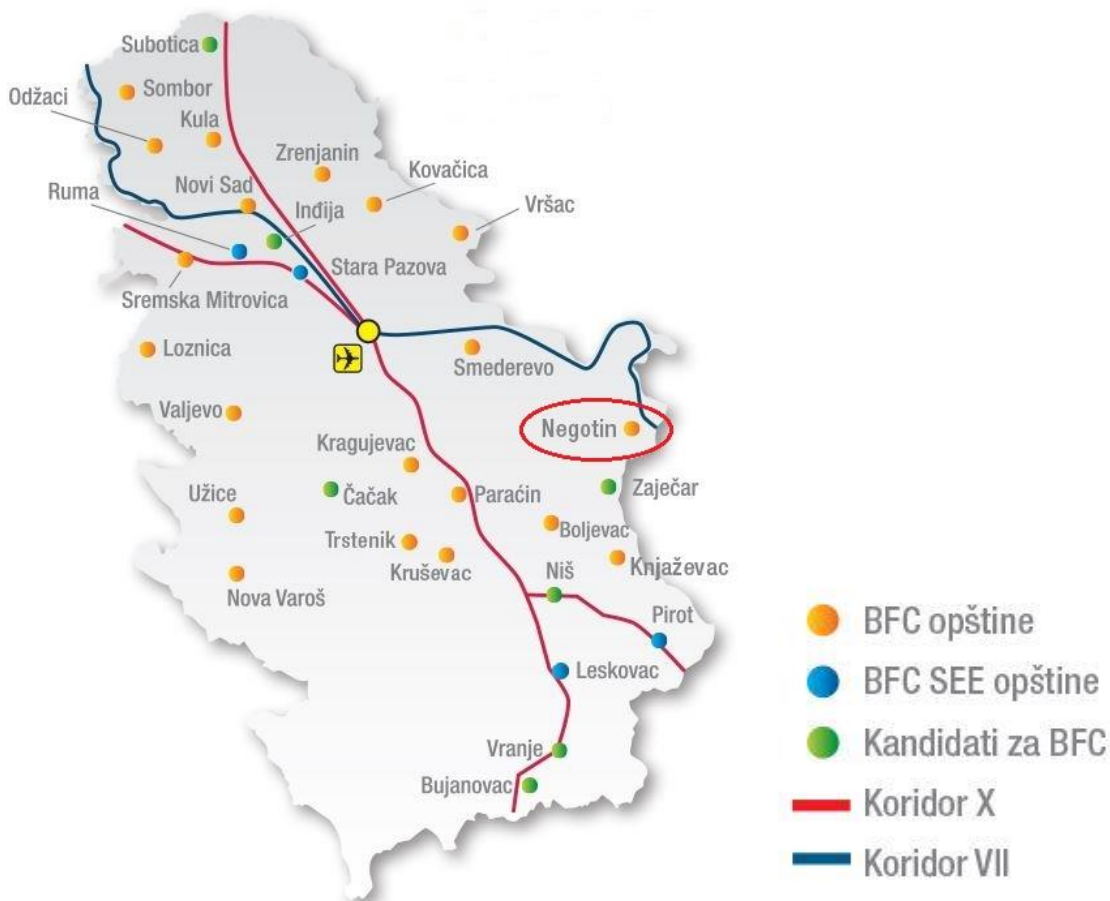 Subotica
Sombor
Odžaci
Kula
Zrenjanin
Kovačica
Ruma
Novi Sad
Inđija
Vršac
Stara Pazova
Sremska Mitrovica
Loznica
Smederevo
Valjevo
Negotin
Kragujevac
Užice
Čačak
Paraćin
Zaječar
Boljevac
Trstenik
Kruševac
Knjaževac
Niš
Nova Varoš
Pirot
Leskovac
Vranje
Bujanovac
BFC opštine
BFC SEE opštine
Kandidati za BFC
Koridor X
Koridor VII